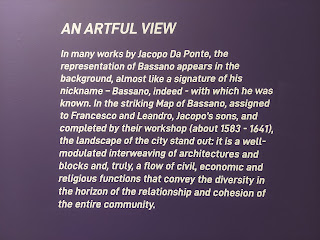 AN ARTFUL VIEW
In many works by Jacopo Da Ponte, the
representation of Bassano appears in the
background, almost like a signature of his
nickname – Bassano, indeed - with which he was
known. In the striking Map of Bassano, assigned
to Francesco and Leandro, Jacopo's sons, and
completed by their workshop (about 1583 - 1641),
the landscape of the city stand out: it is a well-
modulated interweaving of architectures and
blocks and, truly, a flow of civil, economic and
religious functions that convey the diversity in
the horizon of the relationship and cohesion of
the entire community.